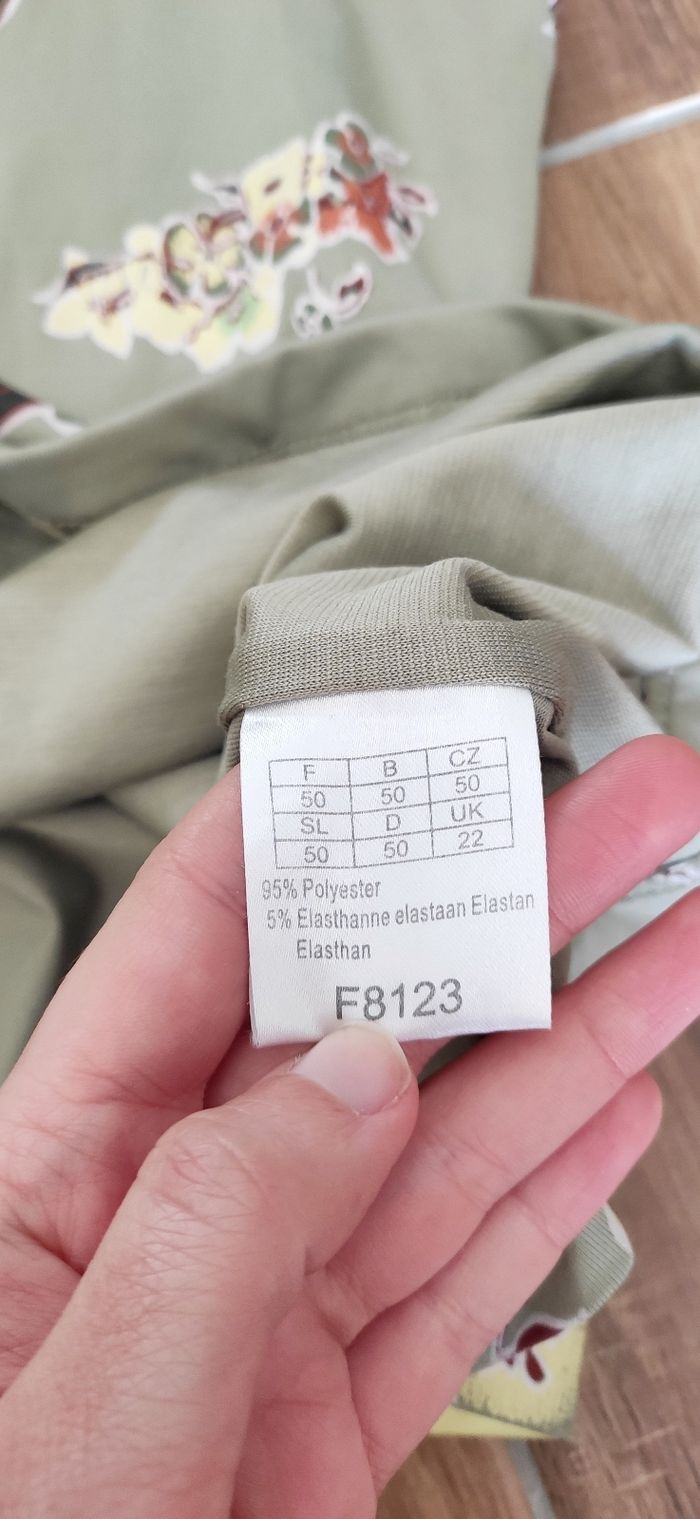 F B CZ
50 50 50
SL D UK
50 50 22
95% Polyester
5% Elasthanne elastaan Elastan
Elasthan
F8123